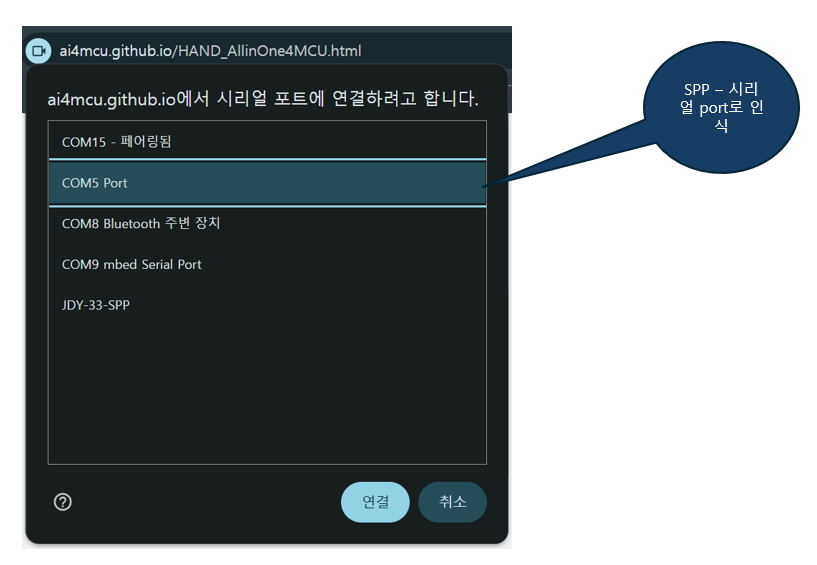 ai4mcu.github.io/HAND_AllinOne4MCU.html
ai4mcu.github.io에서 시리얼 포트에 연결하려고 합니다.
COM15 - 페어링됨
COM5 Port
COM8 Bluetooth 주변 장치
COM9 mbed Serial Port
JDY-33-SPP
연결
취소
SPP – 시리
얼 port로 인
식